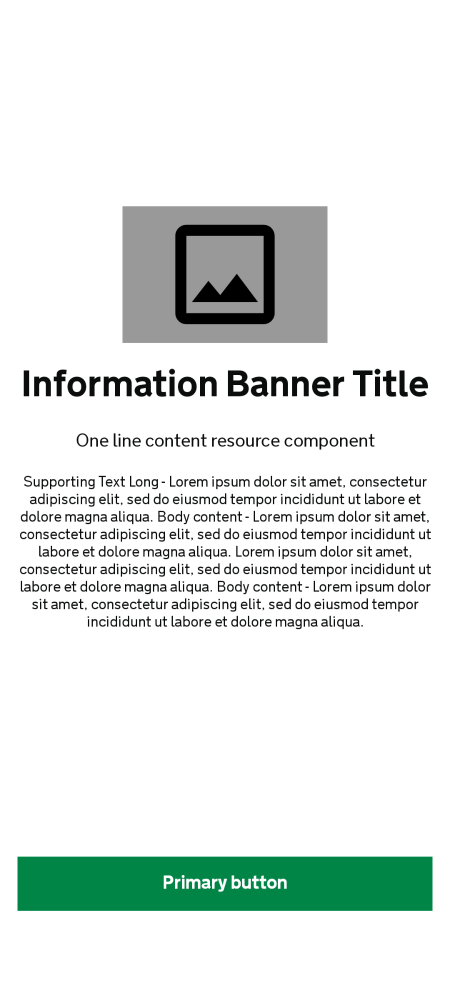 Information Banner Title
One line content resource component
Supporting Text Long - Lorem ipsum dolor sit amet, consectetur
adipiscing elit, sed do eiusmod tempor incididunt ut labore et
dolore magna aliqua. Body content - Lorem ipsum dolor sit amet,
consectetur adipiscing elit, sed do eiusmod tempor incididunt ut
labore et dolore magna aliqua. Lorem ipsum dolor sit amet,
consectetur adipiscing elit, sed do eiusmod tempor incididunt ut
labore et dolore magna aliqua. Body content - Lorem ipsum dolor
sit amet, consectetur adipiscing elit, sed do eiusmod tempor
incididunt ut labore et dolore magna aliqua.
Primary button